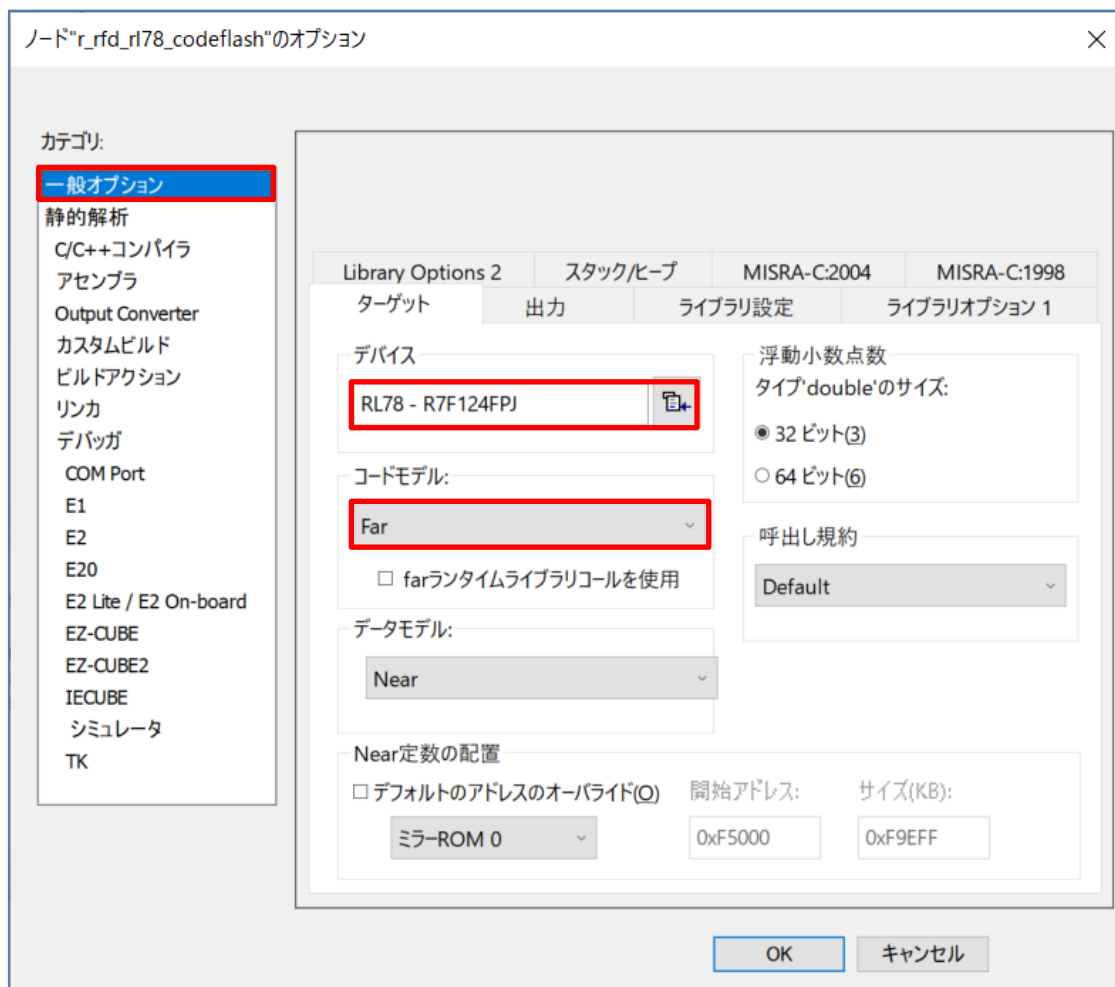 ノード"r_rfd_rl78_codeflash"のオプション
カテゴリ:
一般オプション
静的解析
C/C++コンパイラ
アセンブラ
Output Converter
カスタムビルド
ビルドアクション
リンカ
デバッガ
COM Port
E1
E2
E20
E2 Lite / E2 On-board
EZ-CUBE
EZ-CUBE2
IECUBE
シミュレータ
TK
Library Options 2 スタック/ヒープ MISRA-C:2004 MISRA-C:1998
ターゲット 出力 ライブラリ設定 ライブラリオプション 1
デバイス
RL78 - R7F124FPJ
コードモデル:
Far
farランタイムライブラリコールを使用
データモデル:
Near
浮動小数点数
タイプ'double'のサイズ:
32 ビット(3)
64 ビット(6)
呼出し規約
Default
Near定数の配置
デフォルトのアドレスのオーバライド(O) 開始アドレス: サイズ(KB):
ミラーROM 0 0xF5000 0xF9EFF
OK キャンセル